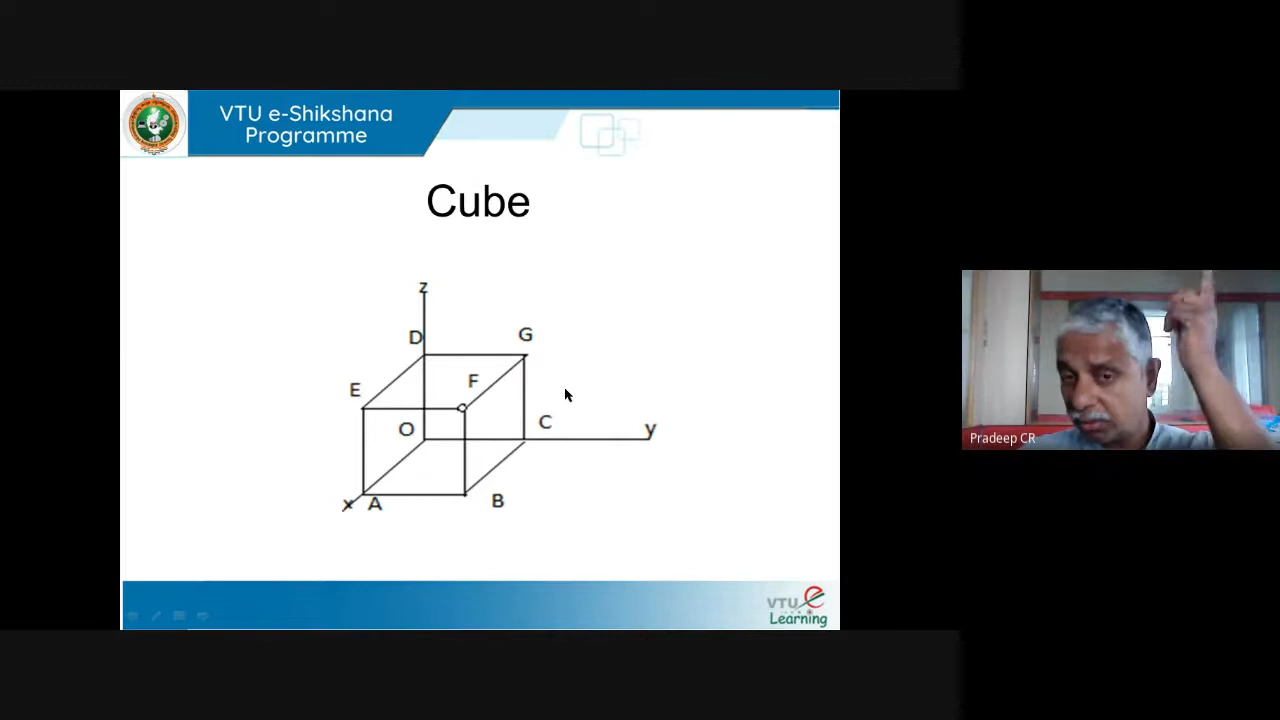 VTU e-Shikshana
Programme
Cube
z
D
G
E
F
O
C
y
x
A
B
Pradeep CR
VTU e
Learning